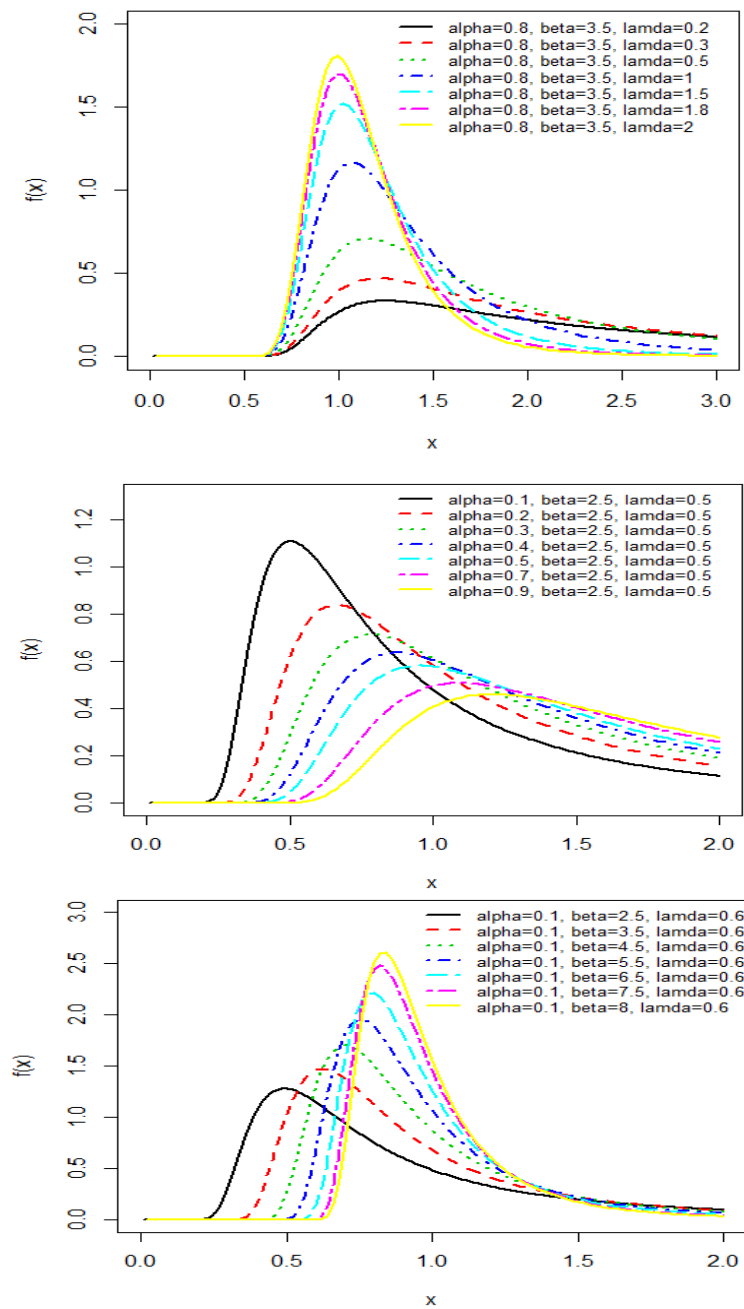 2.0
1.5
1.0
0.5
0.0
f(x)
alpha=0.8, beta=3.5, lamda=0.2
alpha=0.8, beta=3.5, lamda=0.3
alpha=0.8, beta=3.5, lamda=0.5
alpha=0.8, beta=3.5, lamda=1
alpha=0.8, beta=3.5, lamda=1.5
alpha=0.8, beta=3.5, lamda=1.8
alpha=0.8, beta=3.5, lamda=2
0.0 0.5 1.0 1.5 2.0 2.5 3.0
x
1.2
1.0
0.8
0.6
0.4
0.2
0.0
f(x)
alpha=0.1, beta=2.5, lamda=0.5
alpha=0.2, beta=2.5, lamda=0.5
alpha=0.3, beta=2.5, lamda=0.5
alpha=0.4, beta=2.5, lamda=0.5
alpha=0.5, beta=2.5, lamda=0.5
alpha=0.7, beta=2.5, lamda=0.5
alpha=0.9, beta=2.5, lamda=0.5
0.0 0.5 1.0 1.5 2.0
x
3.0
2.5
2.0
1.5
1.0
0.5
0.0
f(x)
alpha=0.1, beta=2.5, lamda=0.6
alpha=0.1, beta=3.5, lamda=0.6
alpha=0.1, beta=4.5, lamda=0.6
alpha=0.1, beta=5.5, lamda=0.6
alpha=0.1, beta=6.5, lamda=0.6
alpha=0.1, beta=7.5, lamda=0.6
alpha=0.1, beta=8, lamda=0.6
0.0 0.5 1.0 1.5 2.0
x